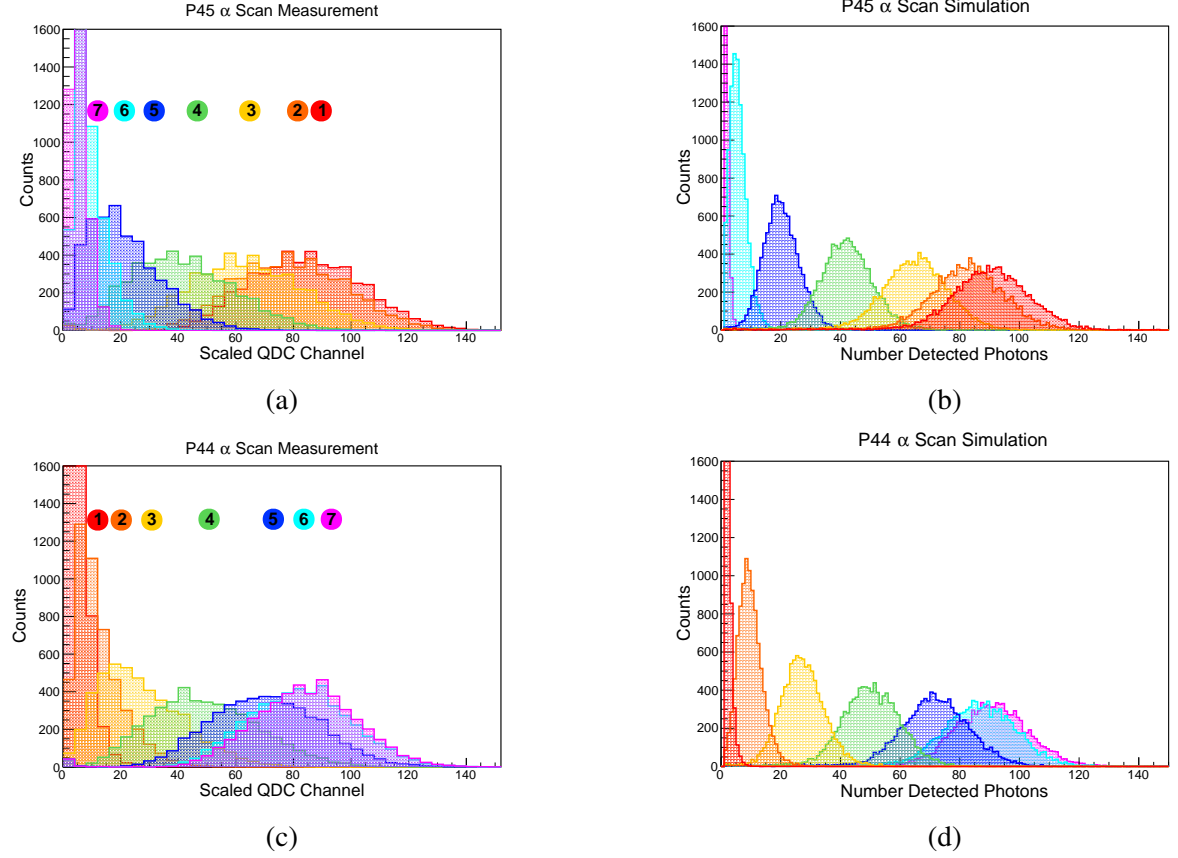 P45 α Scan Measurement
1600
1400
1200
1000
800
600
400
200
0
Counts
7 6 5 4 3 2 1
0 20 40 60 80 100 120 140
Scaled QDC Channel
(a)
P45 α Scan Simulation
1600
1400
1200
1000
800
600
400
200
0
Counts
0 20 40 60 80 100 120 140
Number Detected Photons
(b)
P44 α Scan Measurement
1600
1400
1200
1000
800
600
400
200
0
Counts
1 2 3 4 5 6 7
0 20 40 60 80 100 120 140
Scaled QDC Channel
(c)
P44 α Scan Simulation
1600
1400
1200
1000
800
600
400
200
0
Counts
0 20 40 60 80 100 120 140
Number Detected Photons
(d)